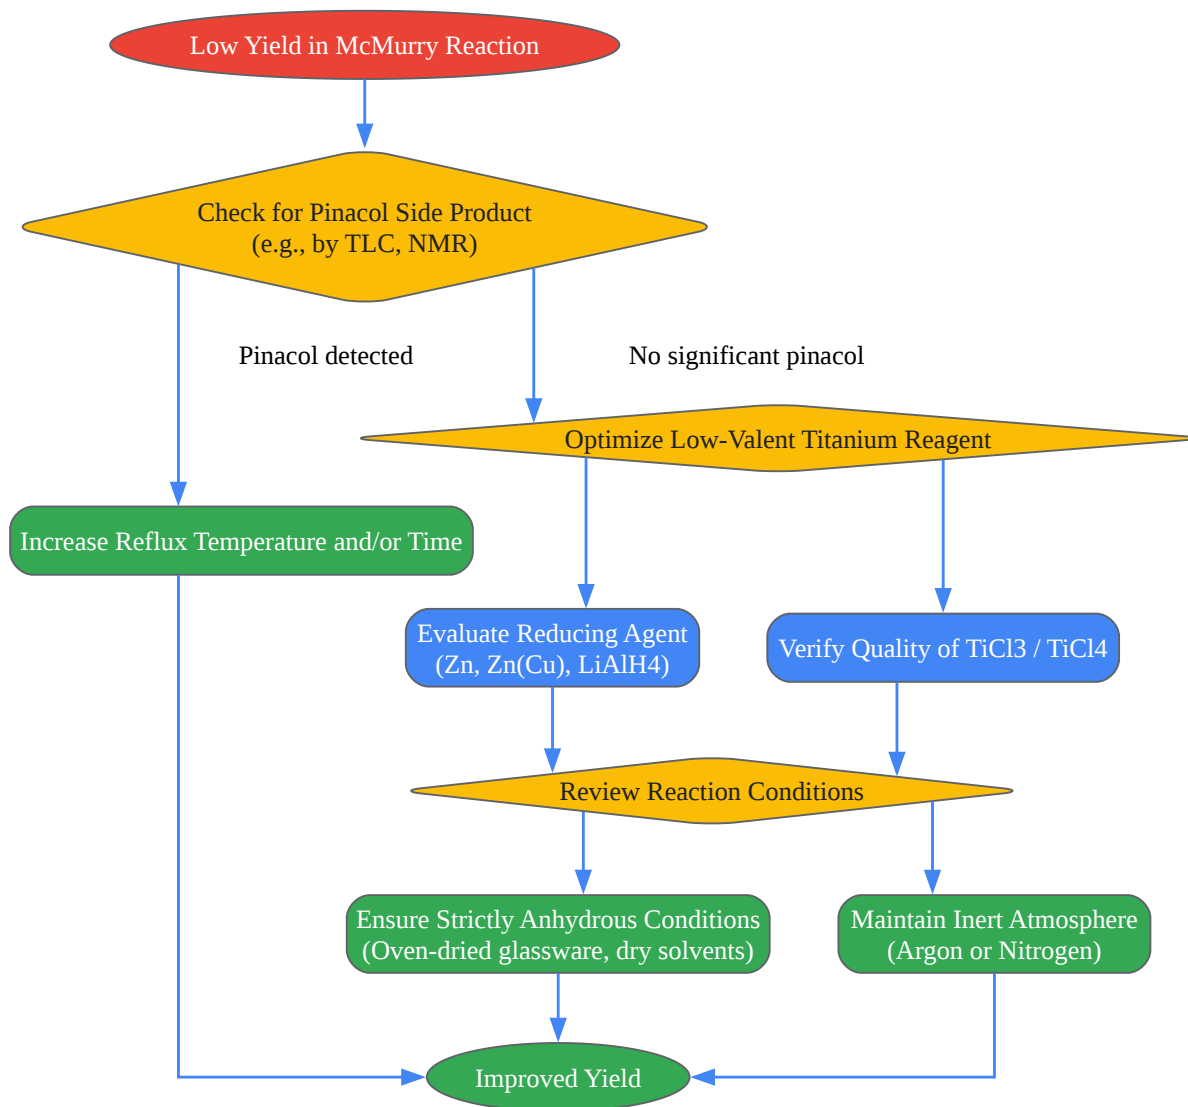 Low Yield in McMurry Reaction
Check for Pinacol Side Product
(e.g., by TLC, NMR)
Pinacol detected
No significant pinacol
Optimize Low-Valent Titanium Reagent
Increase Reflux Temperature and/or Time
Evaluate Reducing Agent
(Zn, Zn(Cu), LiAlH4)
Verify Quality of TiCl3 / TiCl4
Review Reaction Conditions
Ensure Strictly Anhydrous Conditions
(Oven-dried glassware, dry solvents)
Maintain Inert Atmosphere
(Argon or Nitrogen)
Improved Yield